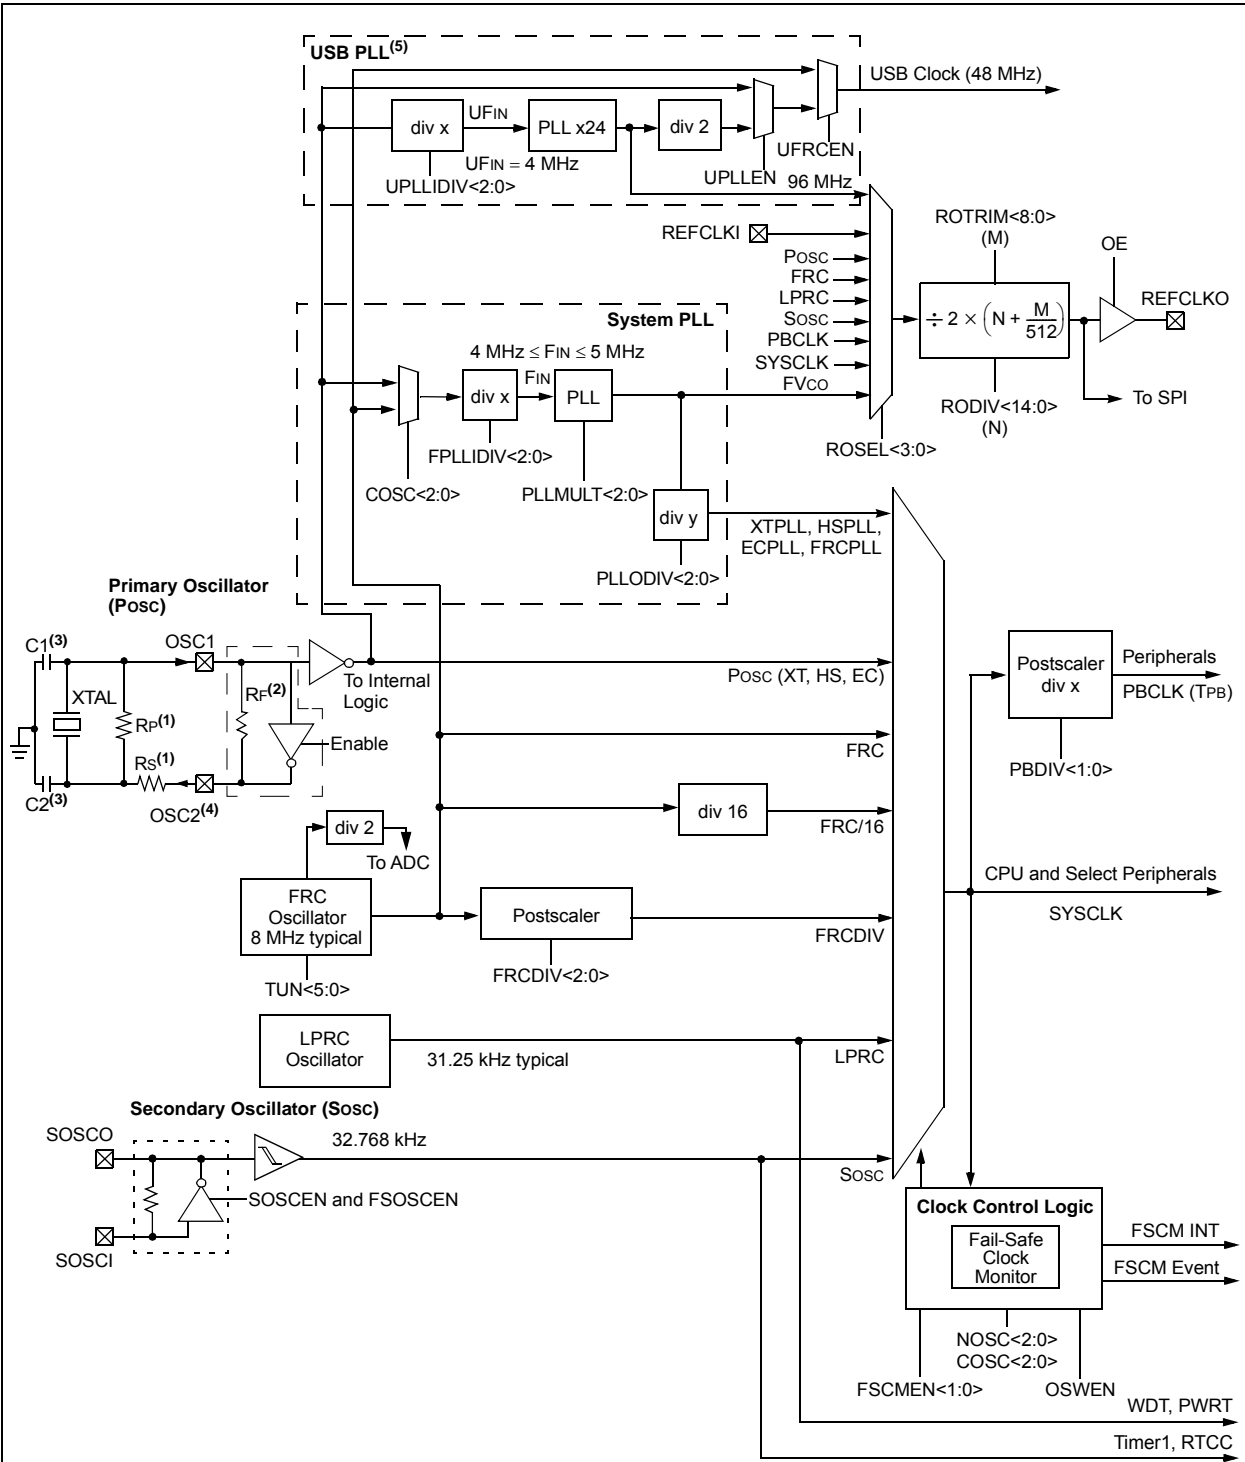 USB PLL(5)
USB Clock (48 MHz)
UFIN
div x
PLL x24
div 2
UFIN = 4 MHz
UFRCEN
UPLLIDIV<2:0>
UPLLEN
96 MHz
REFCLKI
POSC
FRC
LPRC
SOSC
PBCLK
SYSCLK
FVCO
ROTRIM<8:0>
(M)
OE
REFCLKO
÷ 2 × (N + M/512)
To SPI
RODIV<14:0>
(N)
ROSEL<3:0>
System PLL
4 MHz ≤ FIN ≤ 5 MHz
FIN
div x
PLL
FPLLIDIV<2:0>
COSC<2:0>
PLLMULT<2:0>
div y
XTPLL, HSPLL,
ECPLL, FRCPLL
PLLODIV<2:0>
Primary Oscillator
(POSC)
C1(3)
OSC1
XTAL
RP(1)
RF(2)
To Internal
Logic
Enable
RS(1)
C2(3)
OSC2(4)
POSC (XT, HS, EC)
Postscaler
div x
Peripherals
PBCLK (TPB)
PBDIV<1:0>
FRC
div 16
FRC/16
div 2
To ADC
FRC
Oscillator
8 MHz typical
TUN<5:0>
Postscaler
FRCDIV
FRCDIV<2:0>
CPU and Select Peripherals
SYSCLK
LPRC
Oscillator
31.25 kHz typical
LPRC
Secondary Oscillator (SOSC)
SOSCO
32.768 kHz
SOSCEN and FSOSCEN
SOSCI
SOSC
Clock Control Logic
Fail-Safe
Clock
Monitor
FSCM INT
FSCM Event
NOSC<2:0>
COSC<2:0>
FSCMEN<1:0>
OSWEN
WDT, PWRT
Timer1, RTCC